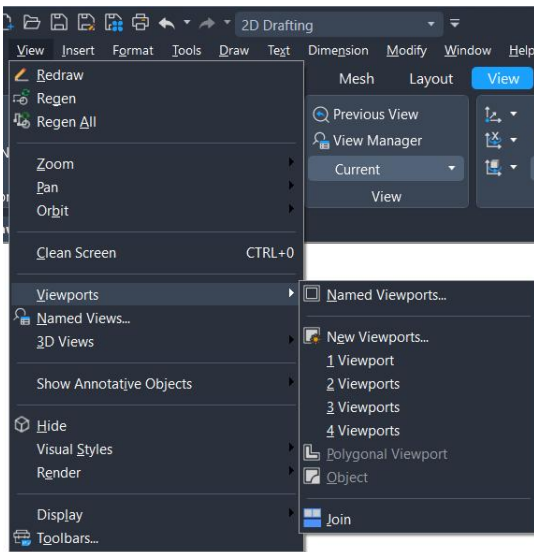 2D Drafting
View Insert Format Tools Draw Text Dimension Modify Window Help
Mesh Layout View
Redraw
Regen
Regen All
Zoom
Pan
Orbit
Clean Screen CTRL+0
Viewports
Named Views...
3D Views
Show Annotative Objects
Hide
Visual Styles
Render
Display
Toolbars...
Previous View
View Manager
Current
View
Named Viewports...
New Viewports...
1 Viewport
2 Viewports
3 Viewports
4 Viewports
Polygonal Viewport
Object
Join